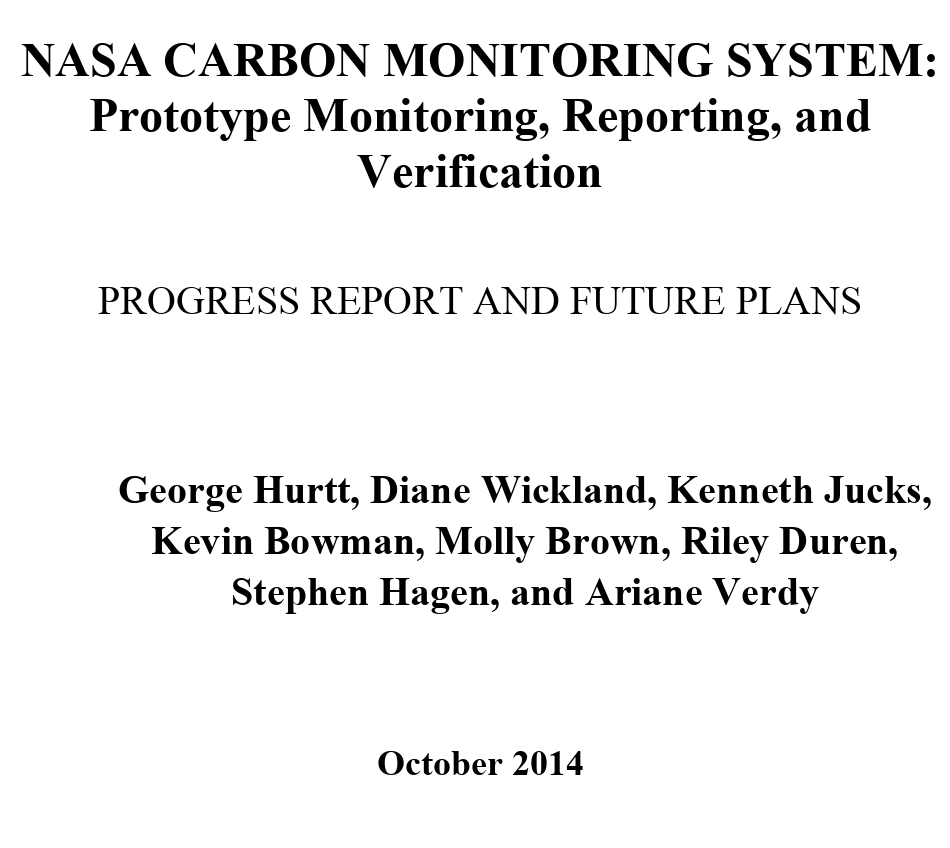 NASA CARBON MONITORING SYSTEM:
Prototype Monitoring, Reporting, and
Verification
PROGRESS REPORT AND FUTURE PLANS
George Hurtt, Diane Wickland, Kenneth Jucks,
Kevin Bowman, Molly Brown, Riley Duren,
Stephen Hagen, and Ariane Verdy
October 2014